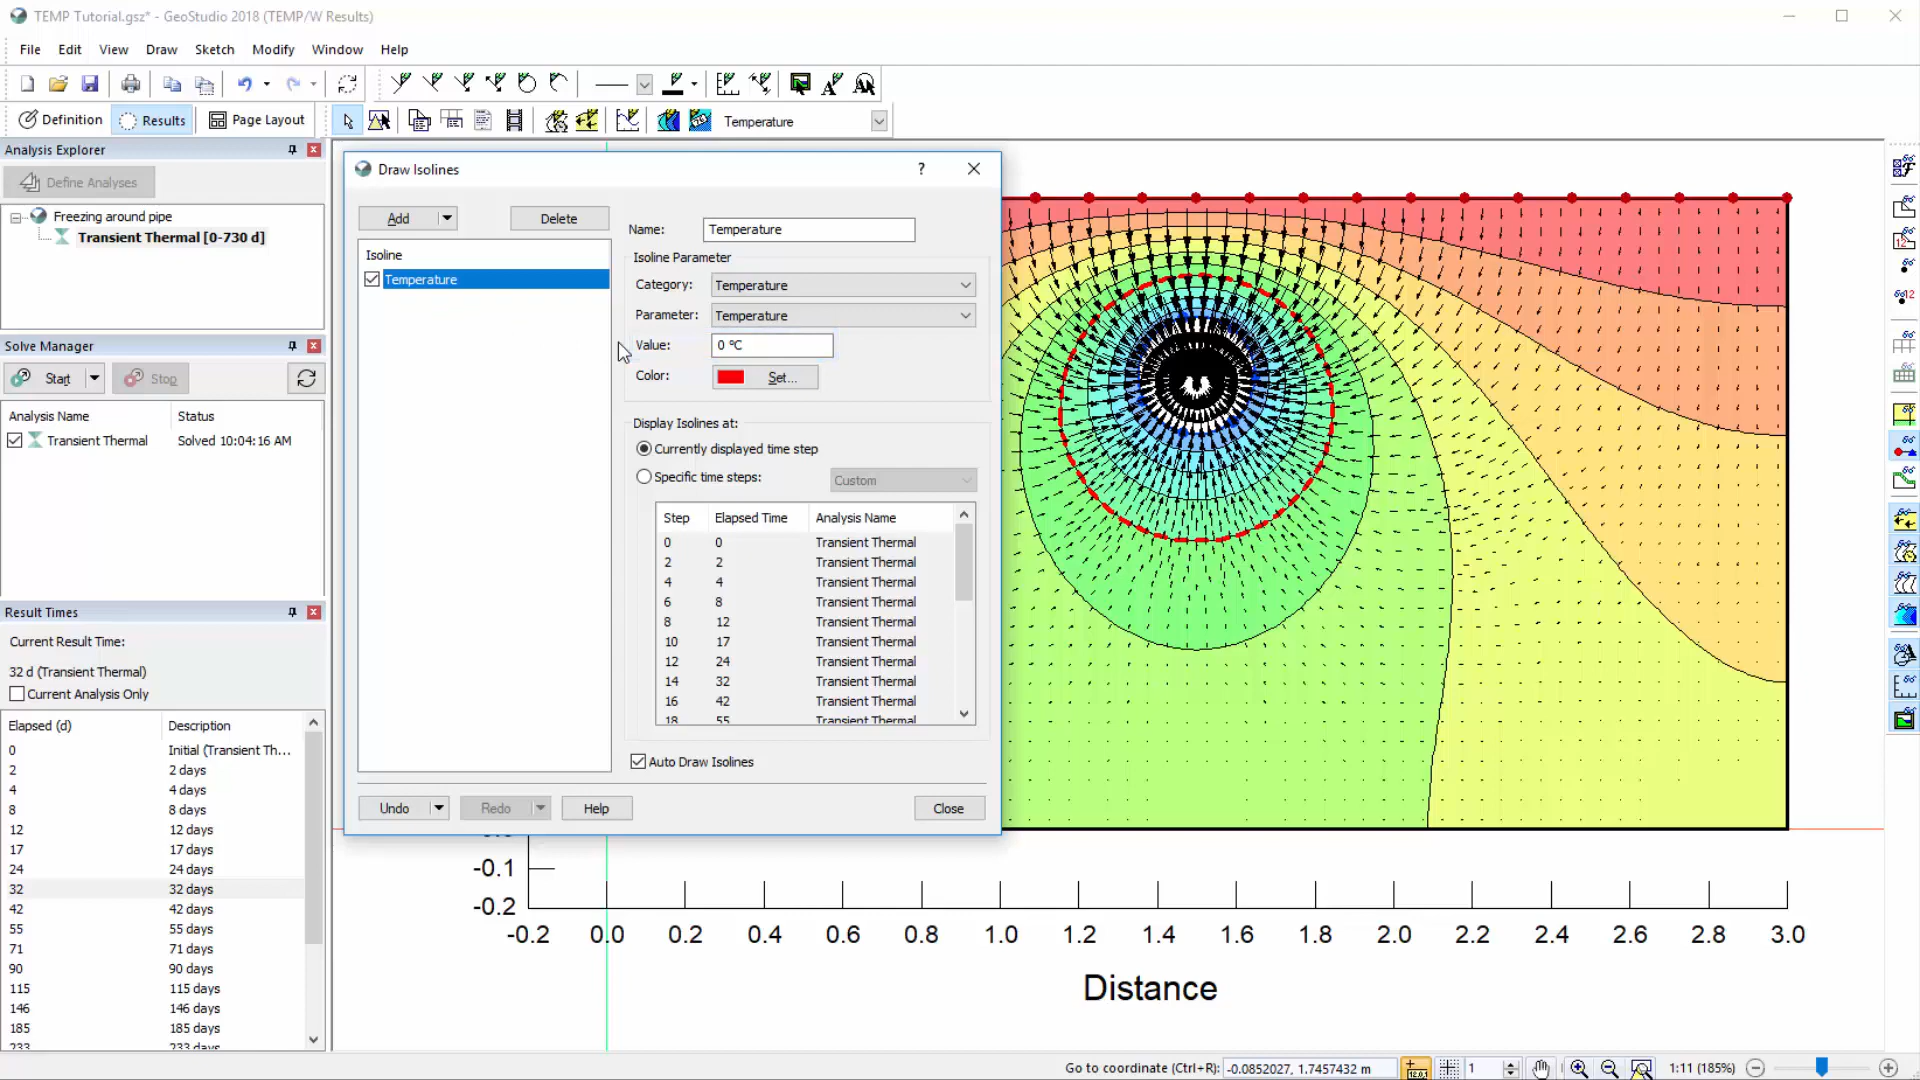 TEMP Tutorial.gsz* - GeoStudio 2018 (TEMP/W Results)
File Edit View Draw Sketch Modify Window Help
Definition Results Page Layout Temperature
Analysis Explorer
Define Analyses
Freezing around pipe
Transient Thermal [0-730 d]
Solve Manager
Start Stop
Analysis Name Status
Transient Thermal Solved 10:04:16 AM
Result Times
Current Result Time:
32 d (Transient Thermal)
Current Analysis Only
Elapsed (d) Description
0 Initial (Transient Th...
2 2 days
4 4 days
8 8 days
12 12 days
17 17 days
24 24 days
32 32 days
42 42 days
55 55 days
71 71 days
90 90 days
115 115 days
146 146 days
185 185 days
233 233 days
Draw Isolines
?
Add Delete
Isoline
Temperature
Name: Temperature
Isoline Parameter
Category: Temperature
Parameter: Temperature
Value: 0 °C
Color: Set...
Display Isolines at:
Currently displayed time step
Specific time steps: Custom
Step Elapsed Time Analysis Name
0 0 Transient Thermal
2 2 Transient Thermal
4 4 Transient Thermal
6 8 Transient Thermal
8 12 Transient Thermal
10 17 Transient Thermal
12 24 Transient Thermal
14 32 Transient Thermal
16 42 Transient Thermal
18 55 Transient Thermal
Auto Draw Isolines
Undo Redo Help Close
-0.1
-0.2
-0.2 0.0 0.2 0.4 0.6 0.8 1.0 1.2 1.4 1.6 1.8 2.0 2.2 2.4 2.6 2.8 3.0
Distance
Go to coordinate (Ctrl+R): -0.0852027, 1.7457432 m 1 1:11 (185%)